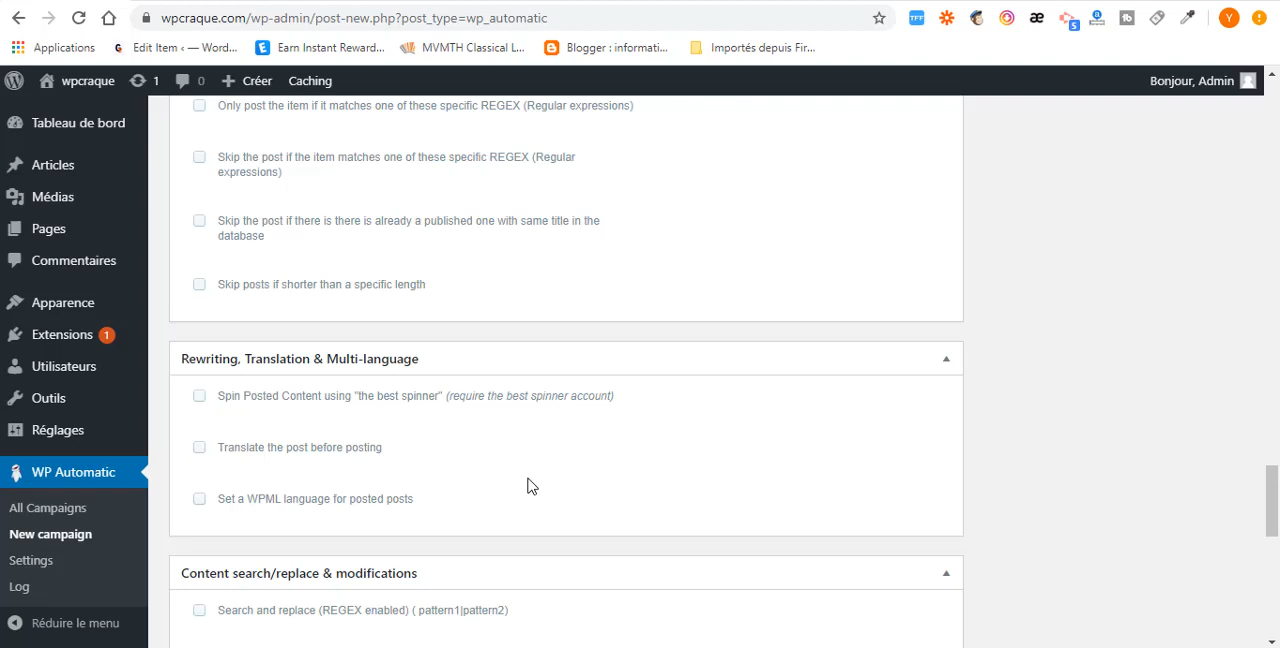 wpcraque.com/wp-admin/post-new.php?post_type=wp_automatic
TFF
æ
5
Y
Applications
Edit Item ‹ — Word...
Earn Instant Reward...
MVMTH Classical L...
Blogger : informati...
Importés depuis Fir...
wpcraque
1
0
Créer
Caching
Bonjour, Admin
Tableau de bord
Articles
Médias
Pages
Commentaires
Apparence
Extensions 1
Utilisateurs
Outils
Réglages
WP Automatic
All Campaigns
New campaign
Settings
Log
Réduire le menu
Only post the item if it matches one of these specific REGEX (Regular expressions)
Skip the post if the item matches one of these specific REGEX (Regular
expressions)
Skip the post if there is there is already a published one with same title in the
database
Skip posts if shorter than a specific length
Rewriting, Translation & Multi-language
Spin Posted Content using "the best spinner" (require the best spinner account)
Translate the post before posting
Set a WPML language for posted posts
Content search/replace & modifications
Search and replace (REGEX enabled) ( pattern1|pattern2)